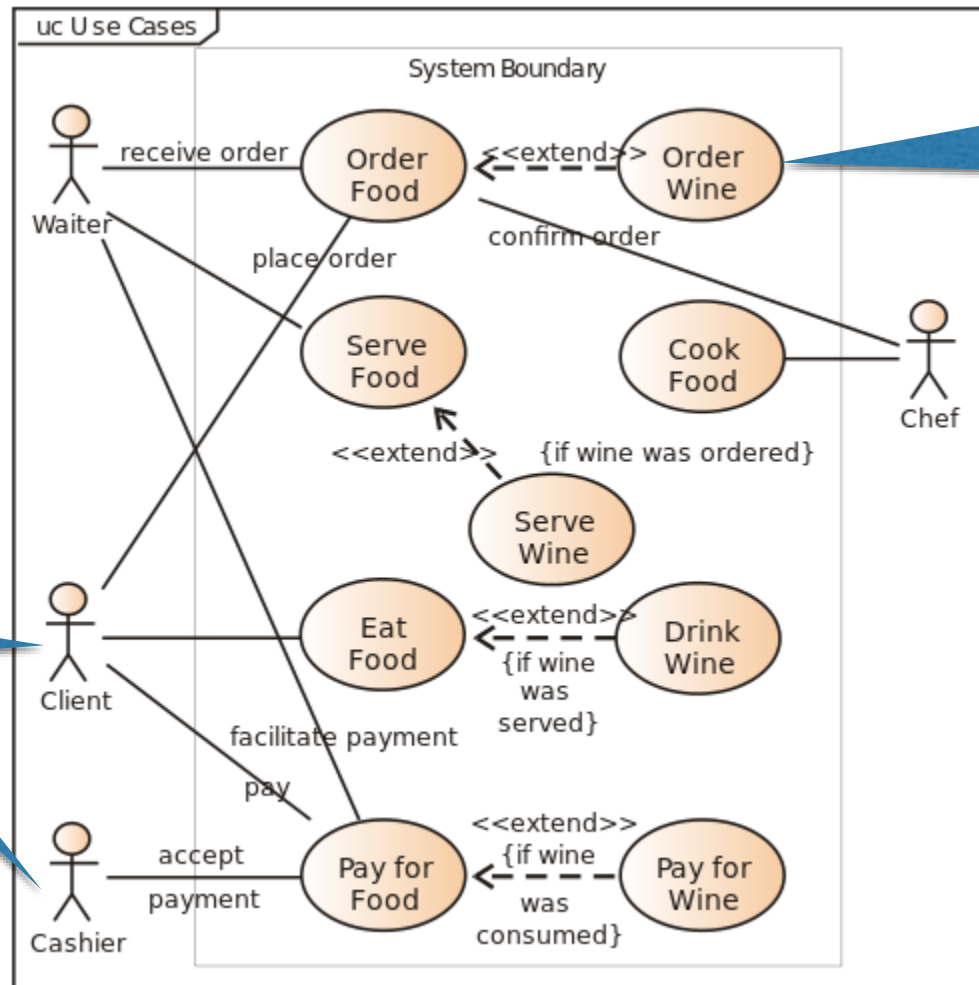 uc Use Cases
System Boundary
receive order
Order
Food
<<extend>>
Order
Wine
Waiter
confirm order
place order
Serve
Food
Cook
Food
Chef
<<extend>>
{if wine was ordered}
Serve
Wine
Eat
Food
<<extend>>
{if wine
was
served}
Drink
Wine
Client
facilitate payment
pay
accept
payment
Pay for
Food
<<extend>>
{if wine
was
consumed}
Pay for
Wine
Cashier